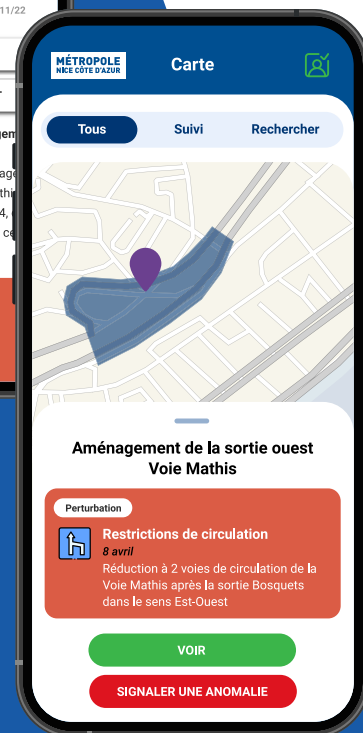 11/22
MÉTROPOLE
NICE CÔTE D'AZUR
Carte
Tous
Suivi
Rechercher
Aménagement de la sortie ouest
Voie Mathis
Perturbation
Restrictions de circulation
8 avril
Réduction à 2 voies de circulation de la
Voie Mathis après la sortie Bosquets
dans le sens Est-Ouest
VOIR
SIGNALER UNE ANOMALIE